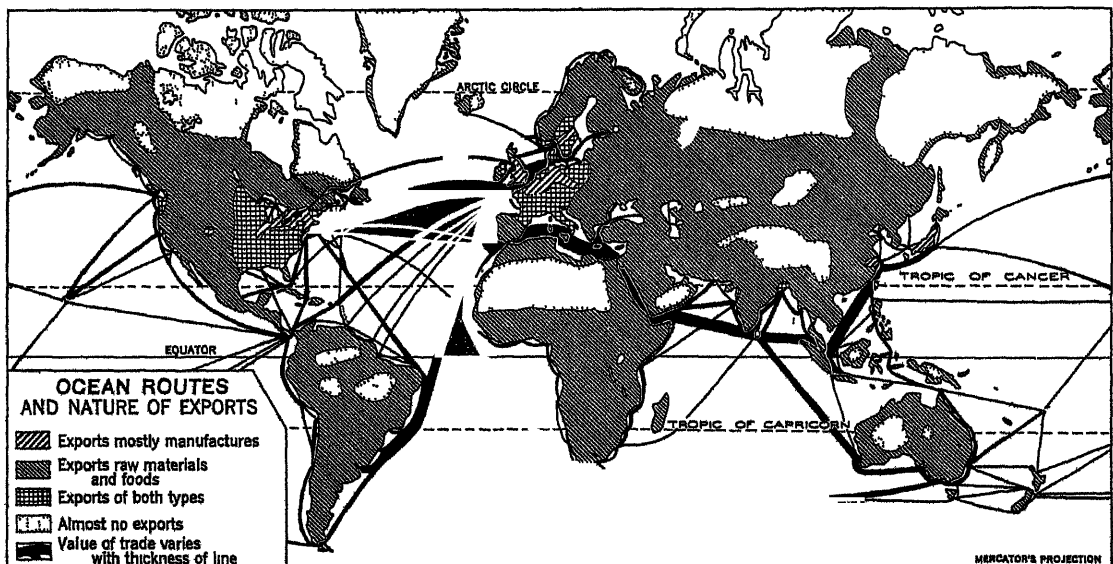 ARCTIC CIRCLE
TROPIC OF CANCER
EQUATOR
TROPIC OF CAPRICORN
OCEAN ROUTES
AND NATURE OF EXPORTS
Exports mostly manufactures
Exports raw materials
and foods
Exports of both types
Almost no exports
Value of trade varies
with thickness of line
MERCATOR'S PROJECTION